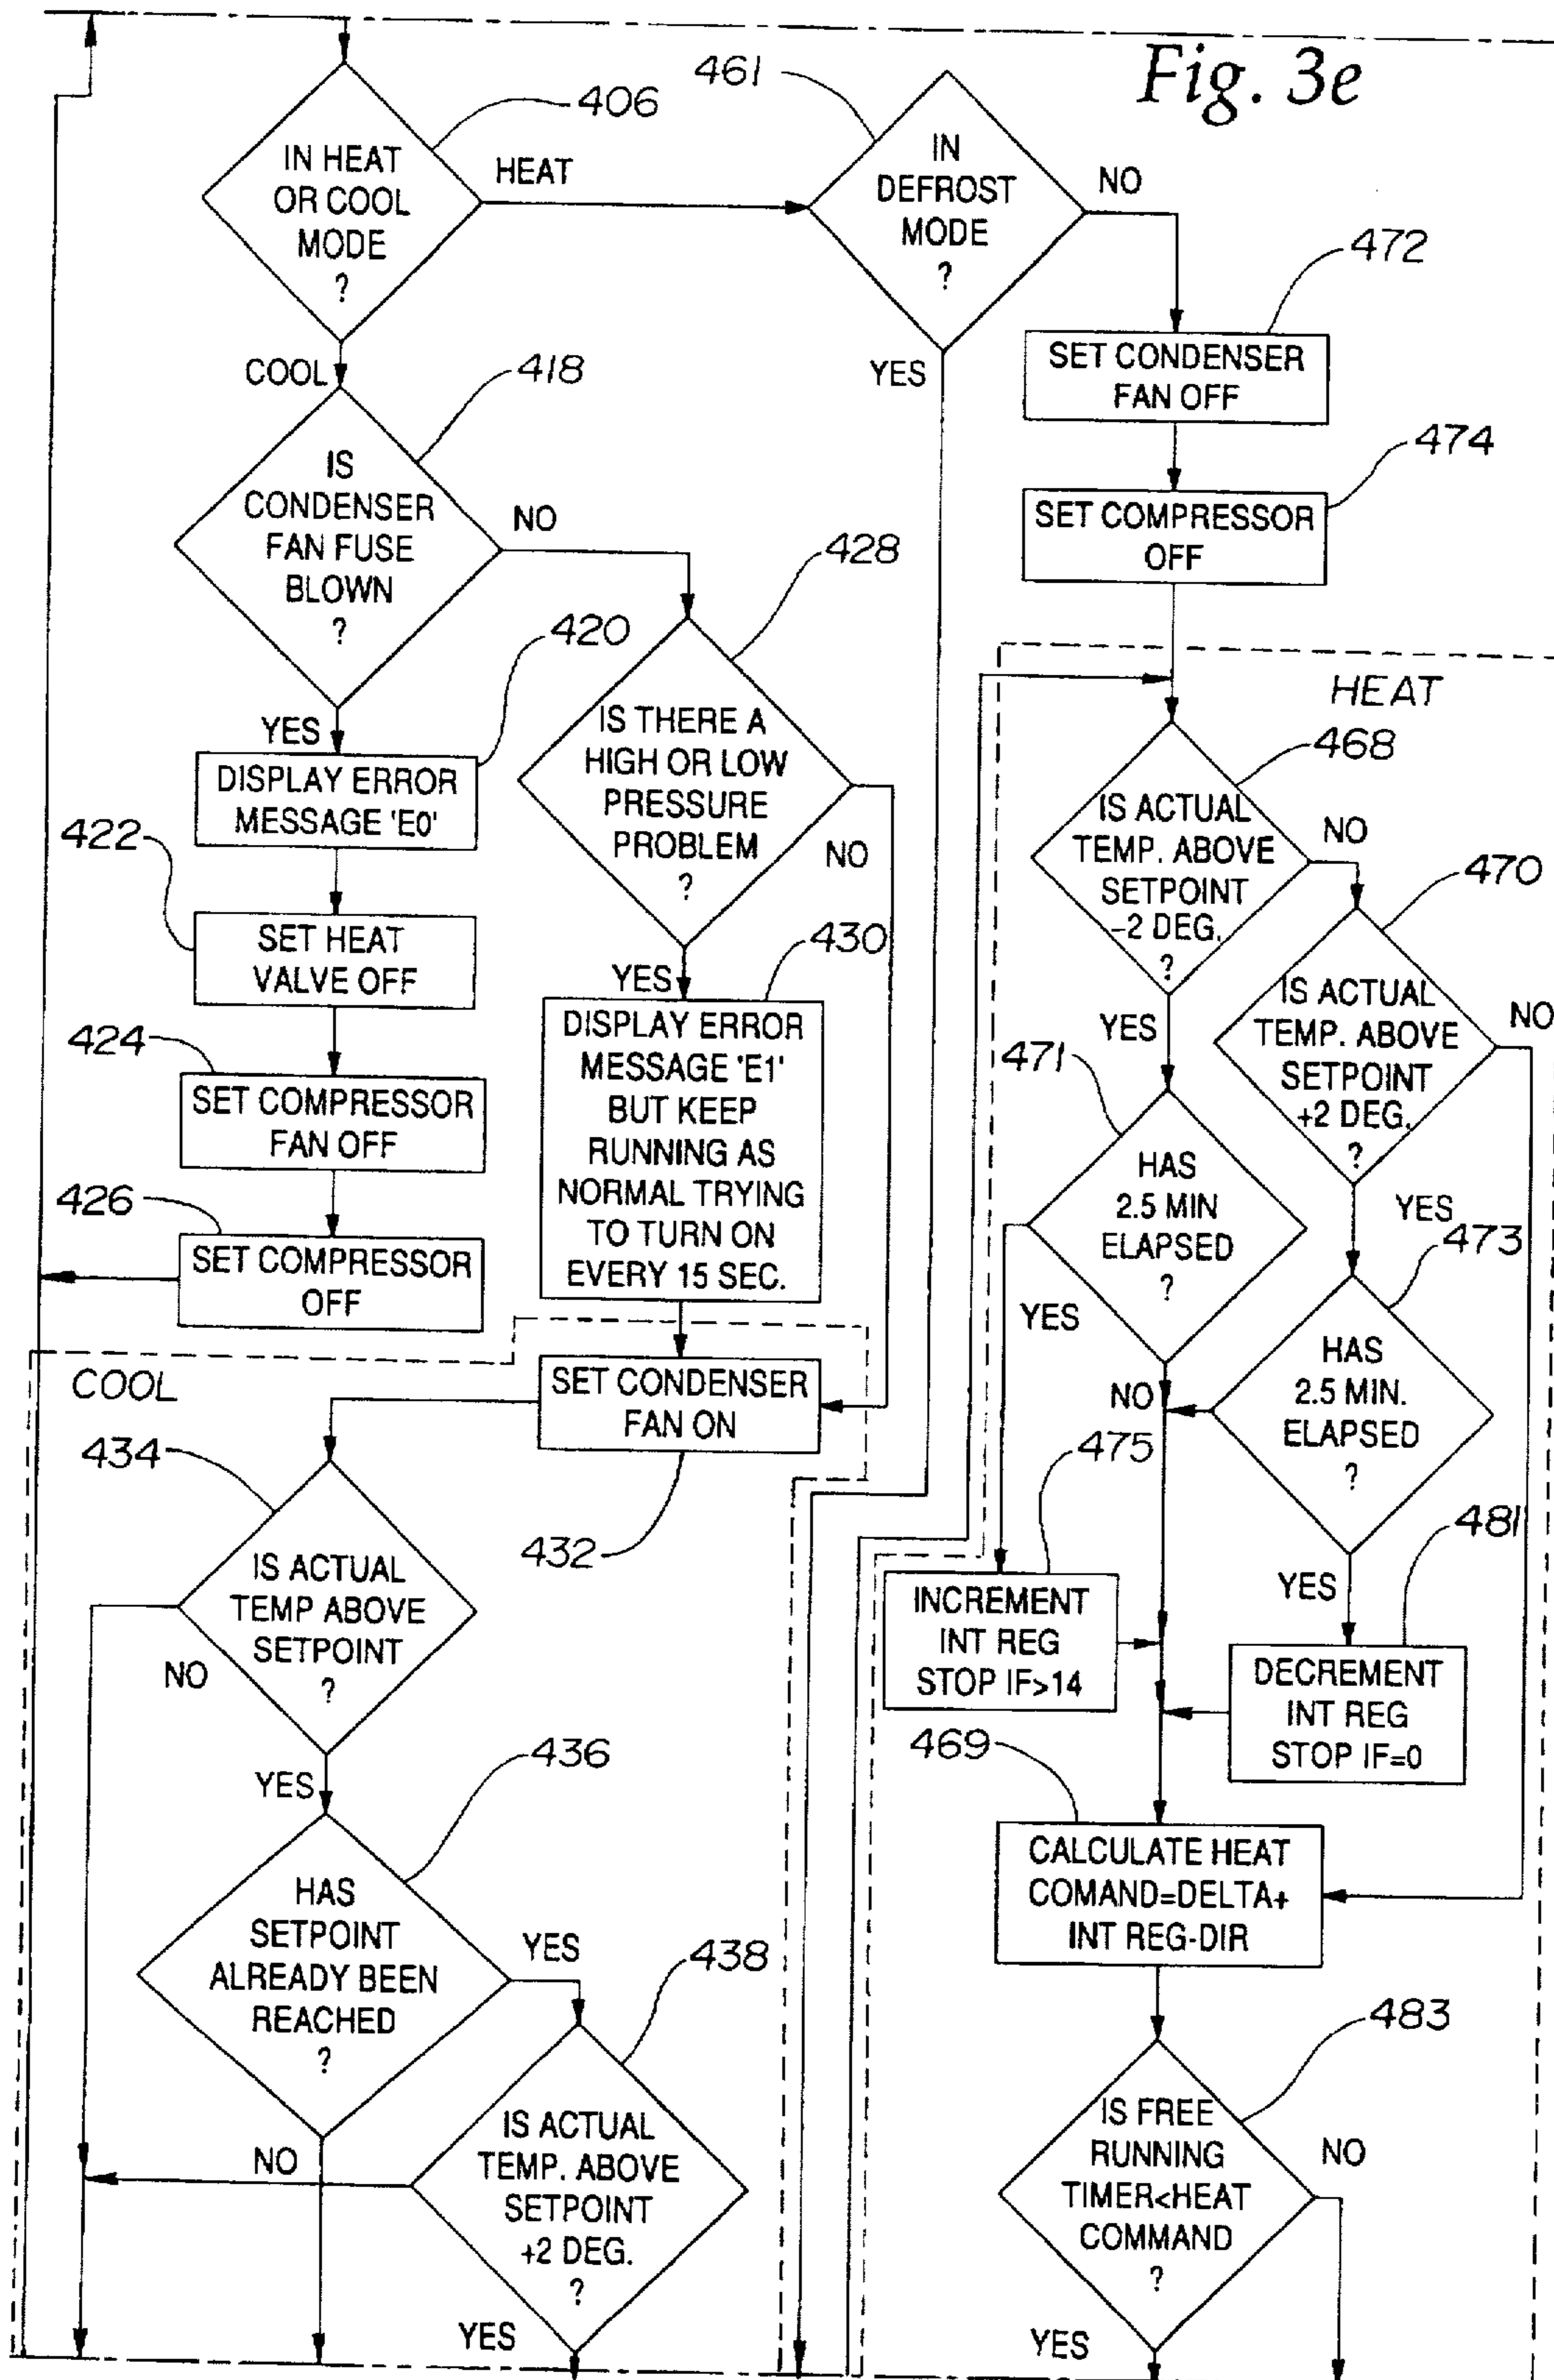 Fig. 3e
461
406
IN HEAT
OR COOL
MODE
?
HEAT
IN
DEFROST
MODE
?
NO
YES
472
SET CONDENSER
FAN OFF
474
SET COMPRESSOR
OFF
COOL
418
IS
CONDENSER
FAN FUSE
BLOWN
?
NO
YES
420
DISPLAY ERROR
MESSAGE 'E0'
422
SET HEAT
VALVE OFF
424
SET COMPRESSOR
FAN OFF
426
SET COMPRESSOR
OFF
428
IS THERE A
HIGH OR LOW
PRESSURE
PROBLEM
?
NO
YES
430
DISPLAY ERROR
MESSAGE 'E1'
BUT KEEP
RUNNING AS
NORMAL TRYING
TO TURN ON
EVERY 15 SEC.
COOL
SET CONDENSER
FAN ON
432
434
IS ACTUAL
TEMP ABOVE
SETPOINT
?
NO
YES
436
HAS
SETPOINT
ALREADY BEEN
REACHED
?
YES
NO
438
IS ACTUAL
TEMP. ABOVE
SETPOINT
+2 DEG.
?
YES
HEAT
468
IS ACTUAL
TEMP. ABOVE
SETPOINT
-2 DEG.
?
NO
YES
470
IS ACTUAL
TEMP. ABOVE
SETPOINT
+2 DEG.
?
NO
YES
471
HAS
2.5 MIN
ELAPSED
?
YES
NO
473
HAS
2.5 MIN.
ELAPSED
?
YES
475
INCREMENT
INT REG
STOP IF>14
481
DECREMENT
INT REG
STOP IF=0
469
CALCULATE HEAT
COMAND=DELTA+
INT REG-DIR
483
IS FREE
RUNNING
TIMER<HEAT
COMMAND
?
NO
YES